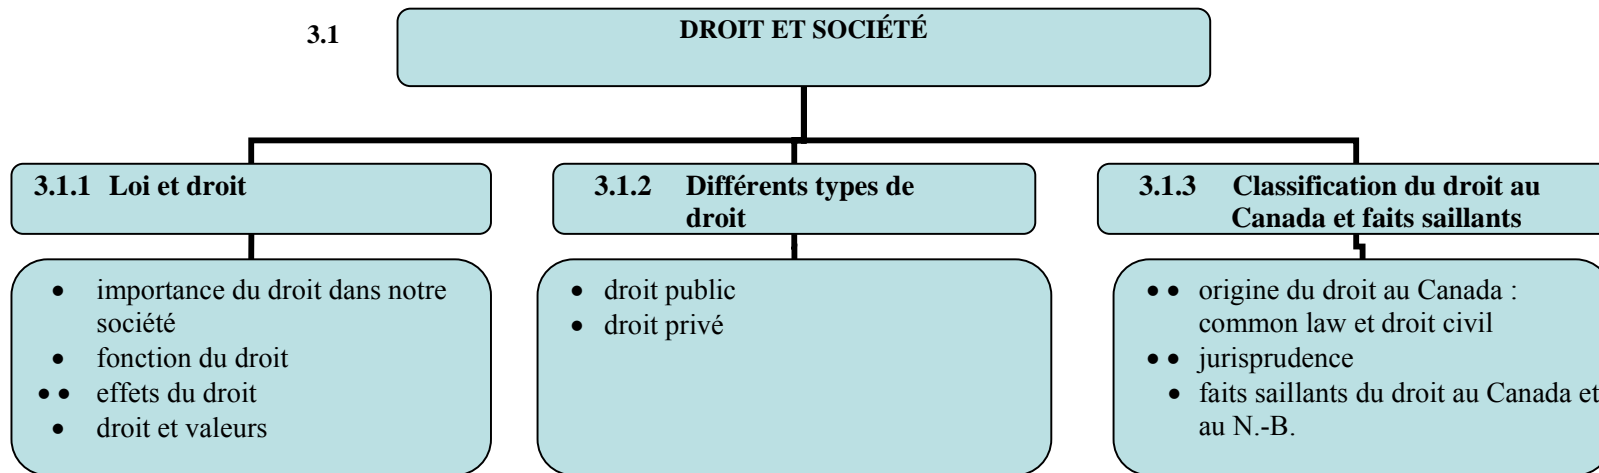 3.1 DROIT ET SOCIÉTÉ
3.1.1 Loi et droit
• importance du droit dans notre
société
• fonction du droit
• • effets du droit
• droit et valeurs
3.1.2 Différents types de
droit
• droit public
• droit privé
3.1.3 Classification du droit au
Canada et faits saillants
• • origine du droit au Canada :
common law et droit civil
• • jurisprudence
• faits saillants du droit au Canada et
au N.-B.